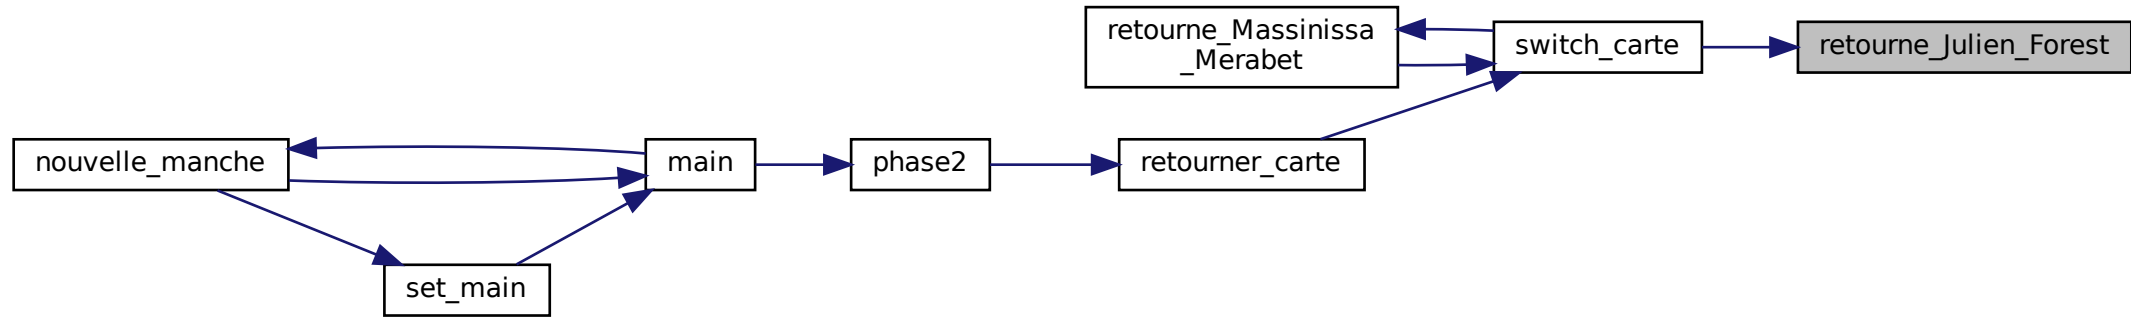 retourne_Massinissa
_Merabet
switch_carte
retourne_Julien_Forest
nouvelle_manche
main
phase2
retourner_carte
set_main